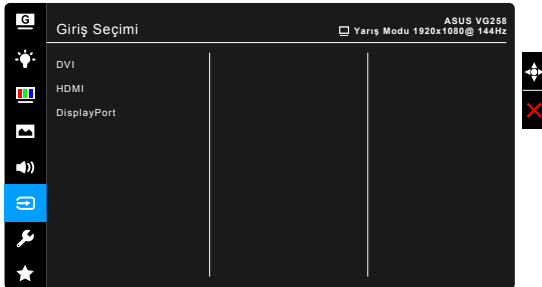 G
Giriş Seçimi
ASUS VG258
Yarış Modu 1920x1080@ 144Hz
DVI
HDMI
DisplayPort